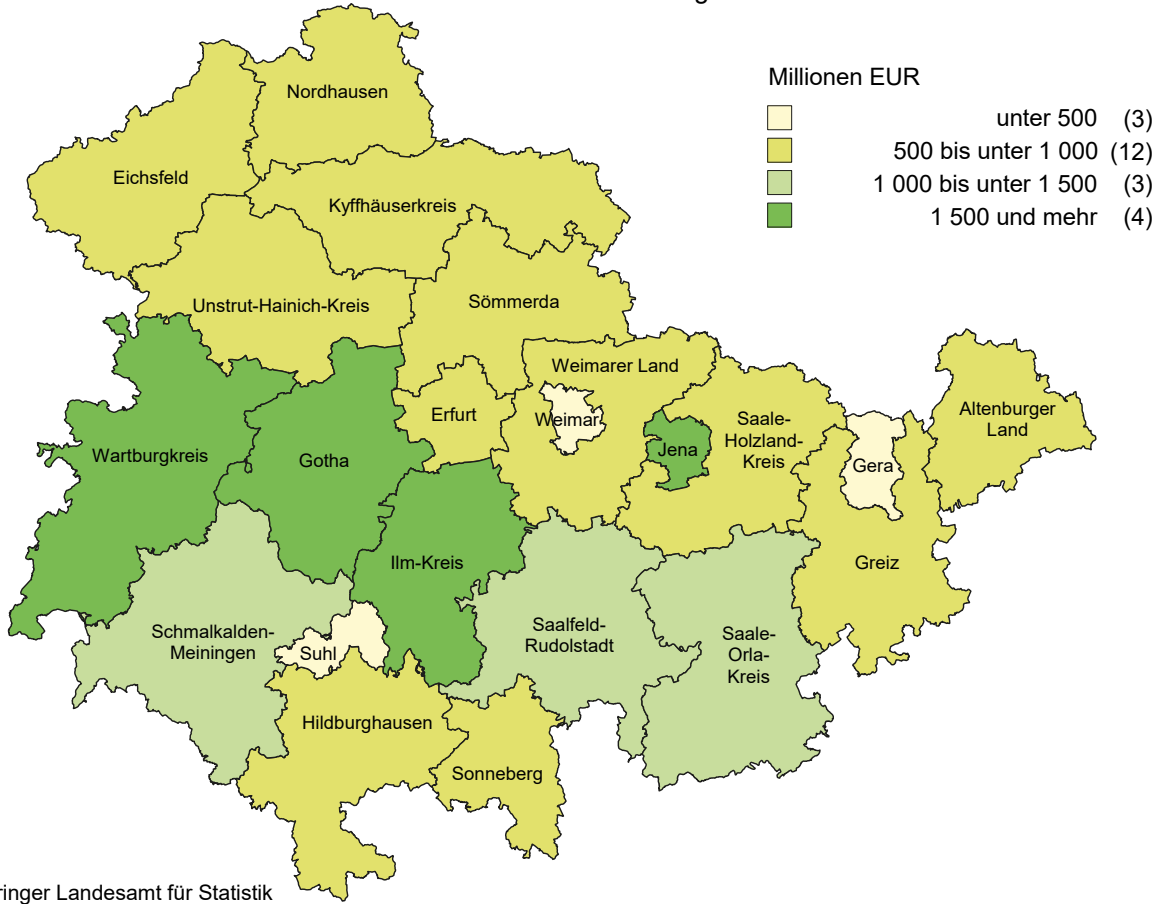 Millionen EUR
unter 500 (3)
500 bis unter 1 000 (12)
1 000 bis unter 1 500 (3)
1 500 und mehr (4)
Nordhausen
Eichsfeld
Kyffhäuserkreis
Unstrut-Hainich-Kreis
Sömmerda
Weimarer Land
Erfurt
Weimar
Jena
Saale-
Holzland-
Kreis
Gera
Altenburger
Land
Wartburgkreis
Gotha
Ilm-Kreis
Greiz
Schmalkalden-
Meiningen
Suhl
Saalfeld-
Rudolstadt
Saale-
Orla-
Kreis
Hildburghausen
Sonneberg
ringer Landesamt für Statistik